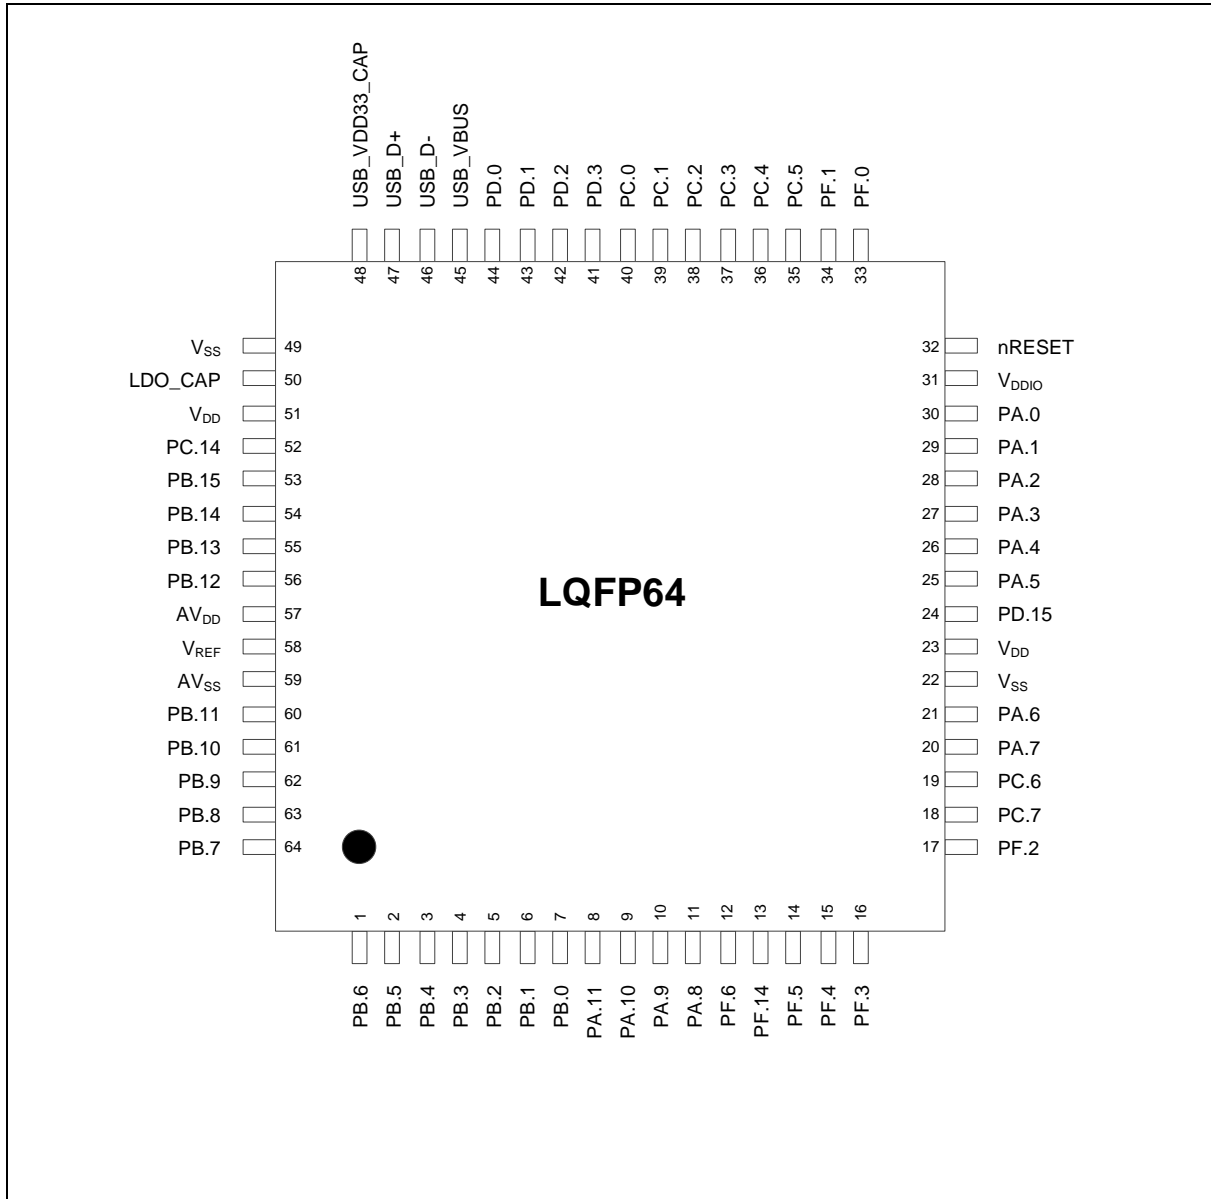 USB_VDD33_CAP
USB_D+
USB_D-
USB_VBUS
PD.0
PD.1
PD.2
PD.3
PC.0
PC.1
PC.2
PC.3
PC.4
PC.5
PF.1
PF.0
48
47
46
45
44
43
42
41
40
39
38
37
36
35
34
33
VSS 49
LDO_CAP 50
VDD 51
PC.14 52
PB.15 53
PB.14 54
PB.13 55
PB.12 56
AVDD 57
VREF 58
AVSS 59
PB.11 60
PB.10 61
PB.9 62
PB.8 63
PB.7 64
LQFP64
32 nRESET
31 VDDIO
30 PA.0
29 PA.1
28 PA.2
27 PA.3
26 PA.4
25 PA.5
24 PD.15
23 VDD
22 VSS
21 PA.6
20 PA.7
19 PC.6
18 PC.7
17 PF.2
1
2
3
4
5
6
7
8
9
10
11
12
13
14
15
16
PB.6
PB.5
PB.4
PB.3
PB.2
PB.1
PB.0
PA.11
PA.10
PA.9
PA.8
PF.6
PF.14
PF.5
PF.4
PF.3